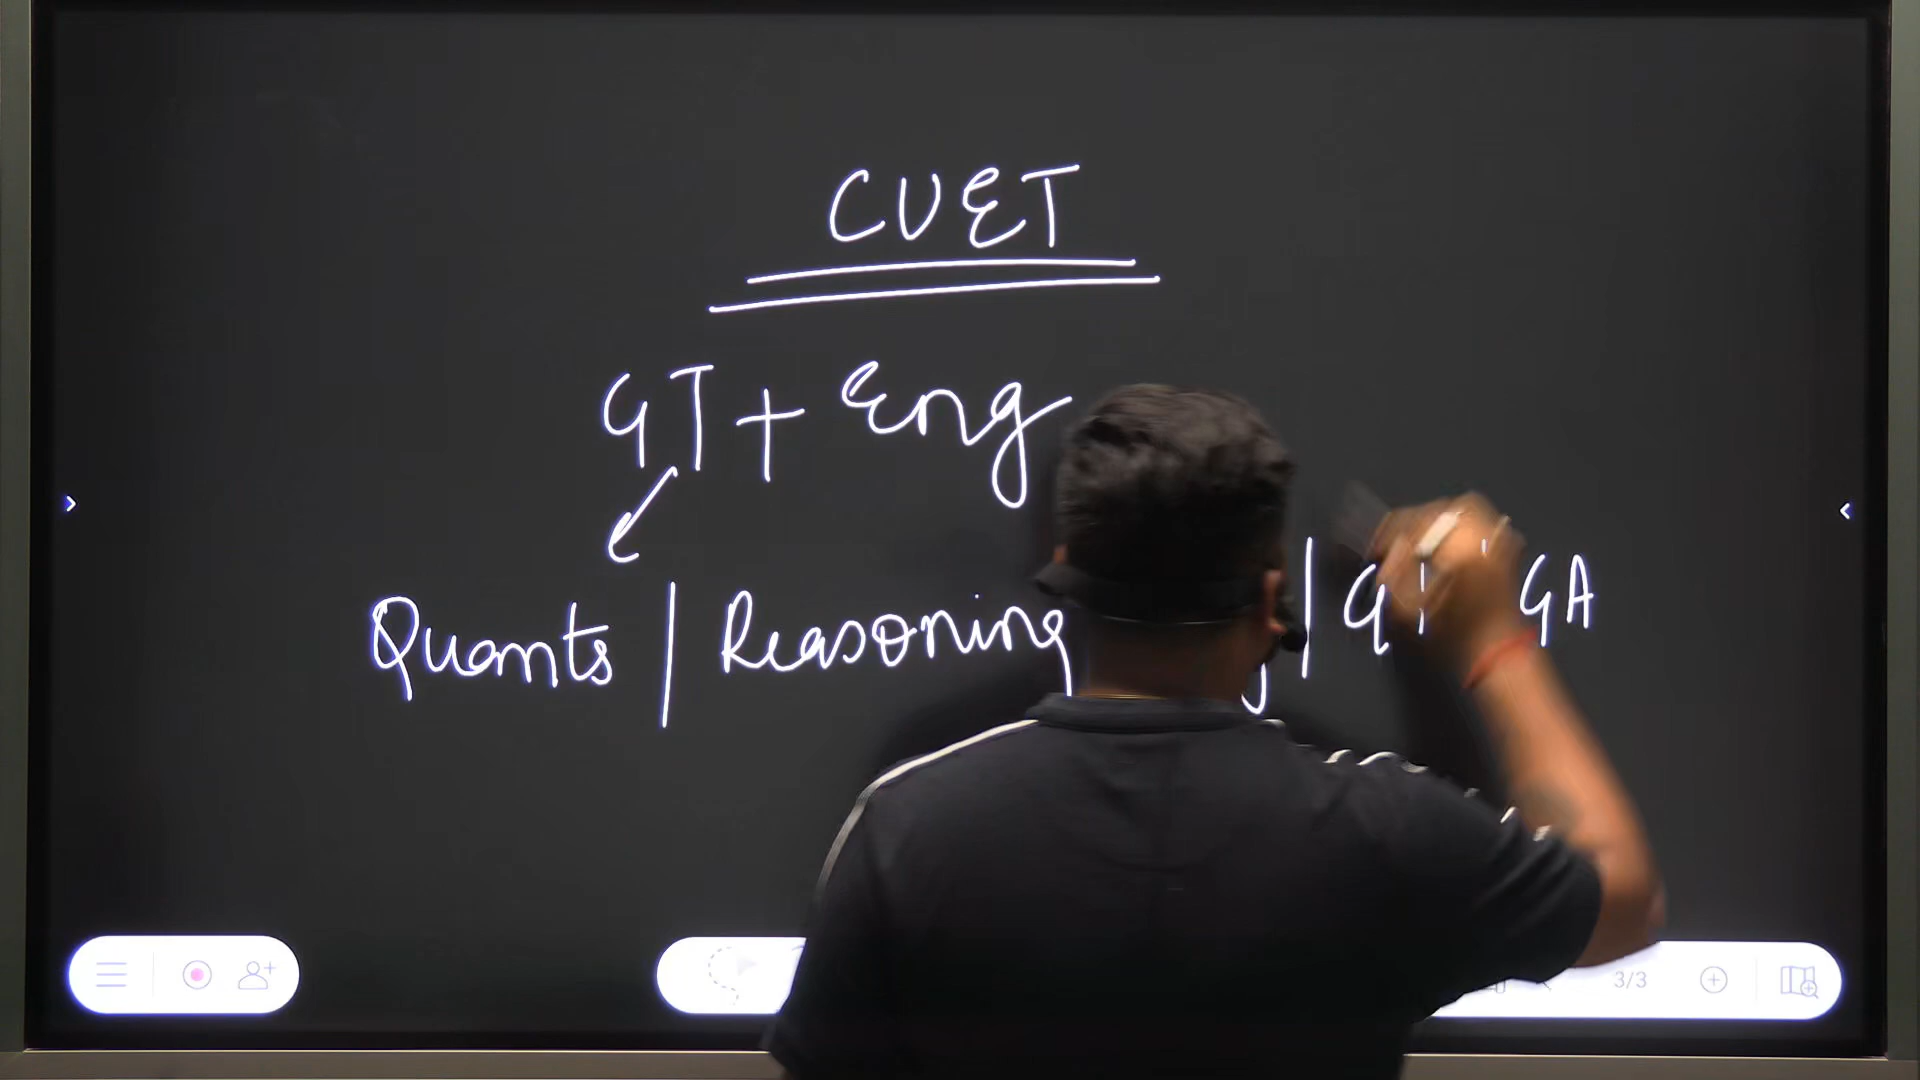 CUET
GT + Eng
Quants / Reasoning | G GA
3/3